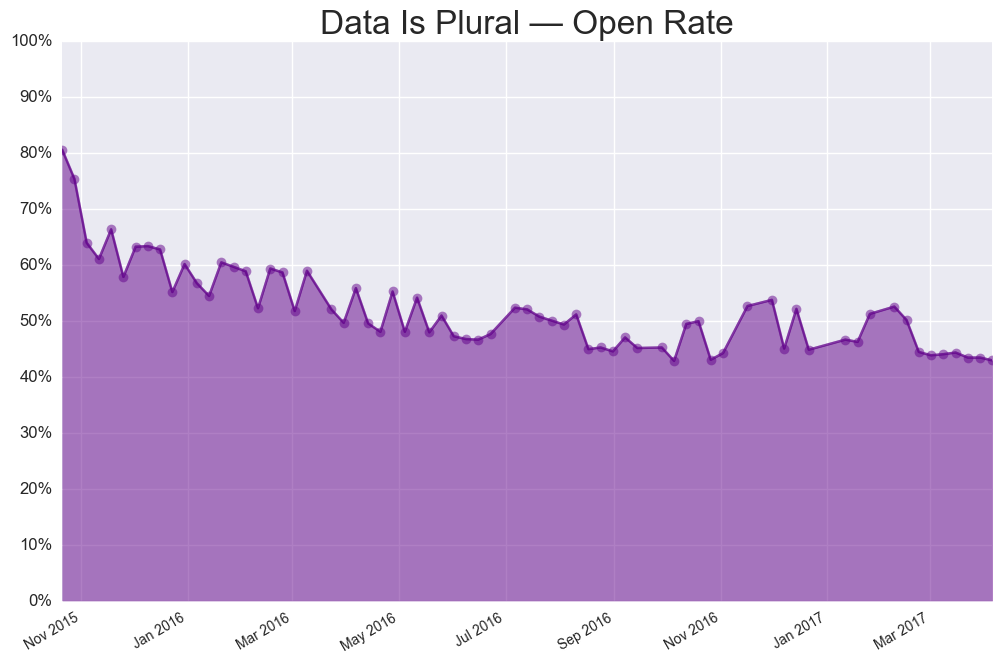 Data Is Plural — Open Rate
100%
90%
80%
70%
60%
50%
40%
30%
20%
10%
0%
Nov 2015
Jan 2016
Mar 2016
May 2016
Jul 2016
Sep 2016
Nov 2016
Jan 2017
Mar 2017